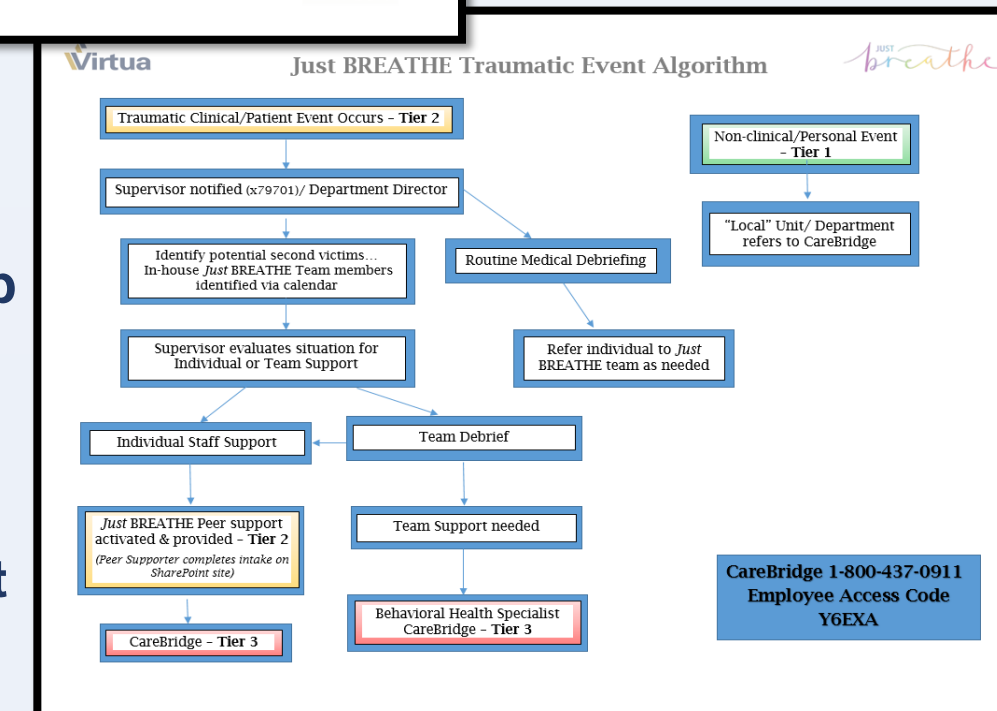 Virtua
Just BREATHE Traumatic Event Algorithm
JUST
breathe
Traumatic Clinical/Patient Event Occurs – Tier 2
Non-clinical/Personal Event
– Tier 1
Supervisor notified (x79701)/ Department Director
"Local" Unit/ Department
refers to CareBridge
Identify potential second victims...
In-house Just BREATHE Team members
identified via calendar
Routine Medical Debriefing
Supervisor evaluates situation for
Individual or Team Support
Refer individual to Just
BREATHE team as needed
Individual Staff Support
Team Debrief
Just BREATHE Peer support
activated & provided – Tier 2
(Peer Supporter completes intake on
SharePoint site)
Team Support needed
Behavioral Health Specialist
CareBridge – Tier 3
CareBridge – Tier 3
CareBridge 1-800-437-0911
Employee Access Code
Y6EXA